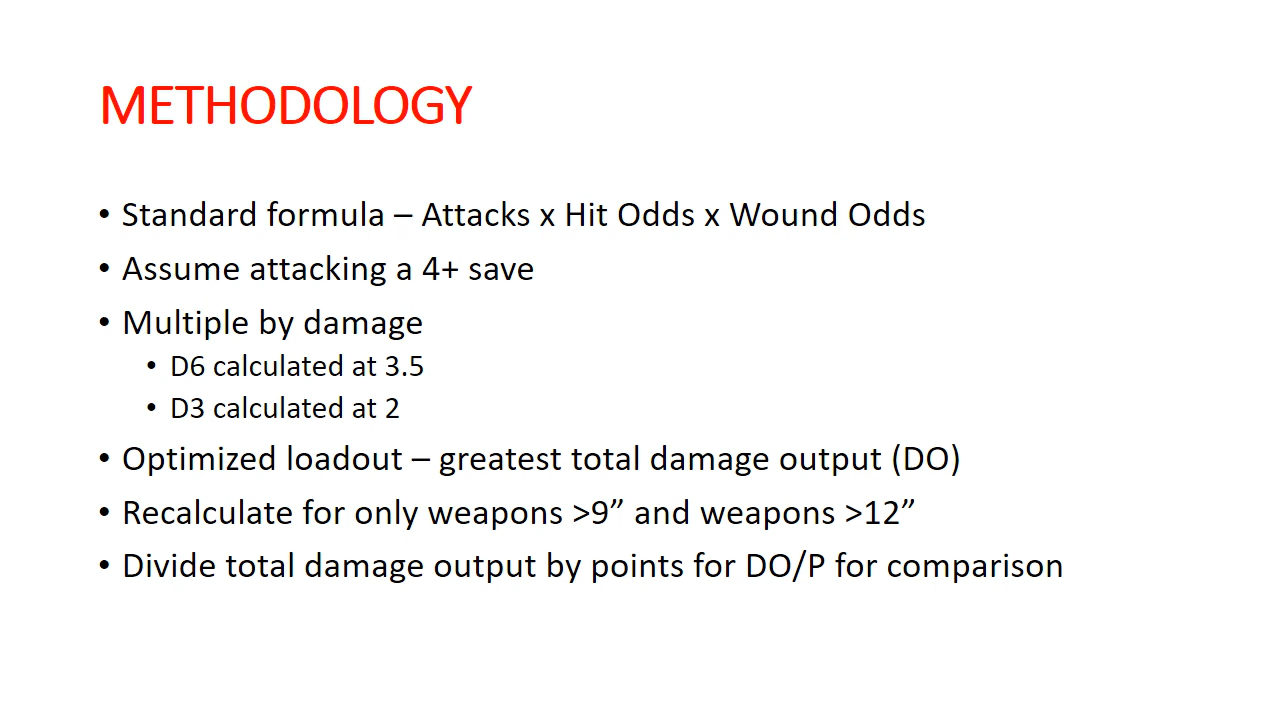 METHODOLOGY
• Standard formula – Attacks x Hit Odds x Wound Odds
• Assume attacking a 4+ save
• Multiple by damage
• D6 calculated at 3.5
• D3 calculated at 2
• Optimized loadout – greatest total damage output (DO)
• Recalculate for only weapons >9” and weapons >12”
• Divide total damage output by points for DO/P for comparison